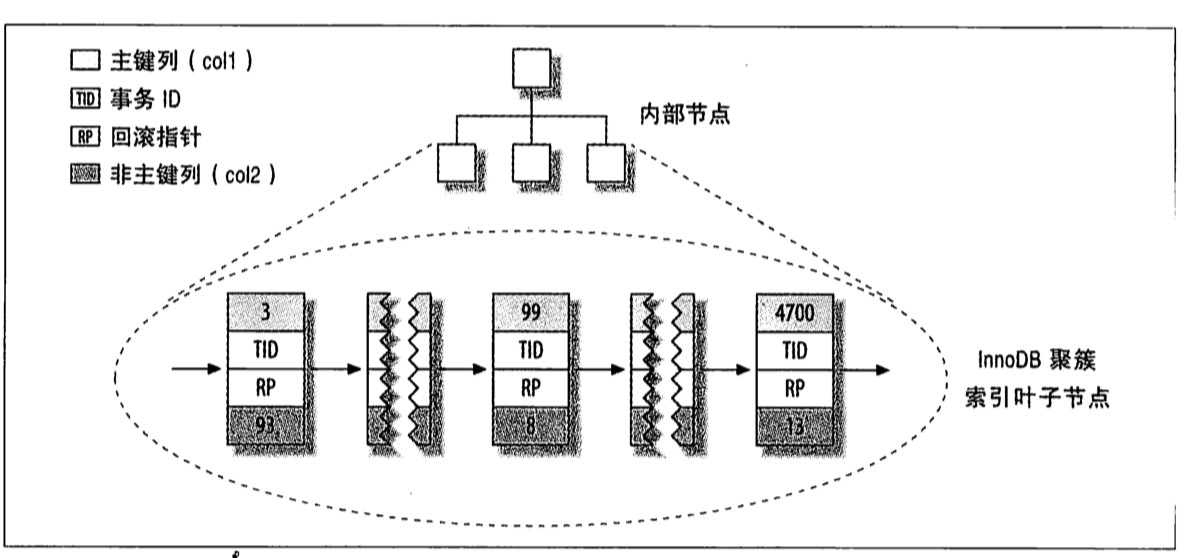 主键列（col1）
TID 事务 ID
RP 回滚指针
非主键列（col2）
内部节点
3
TID
RP
93
99
TID
RP
8
4700
TID
RP
13
InnoDB 聚簇
索引叶子节点